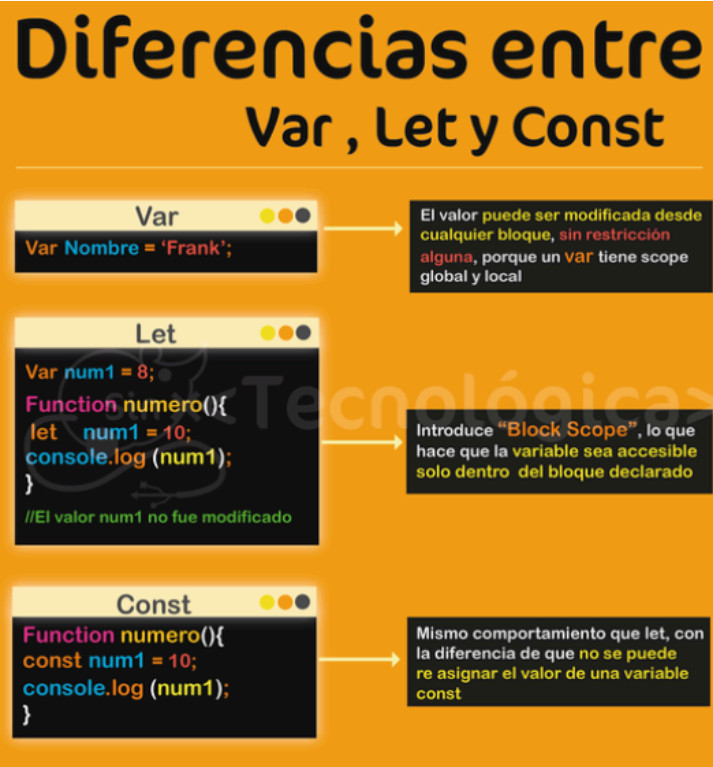 Diferencias entre
Var , Let y Const
Var
Var Nombre = ‘Frank’;
El valor puede ser modificada desde
cualquier bloque, sin restricción
alguna, porque un var tiene scope
global y local
Let
Var num1 = 8;
Function numero(){
let num1 = 10;
console.log (num1);
}
//El valor num1 no fue modificado
Introduce “Block Scope”, lo que
hace que la variable sea accesible
solo dentro del bloque declarado
Const
Function numero(){
const num1 = 10;
console.log (num1);
}
Mismo comportamiento que let, con
la diferencia de que no se puede
re asignar el valor de una variable
const
<Tecnológica>